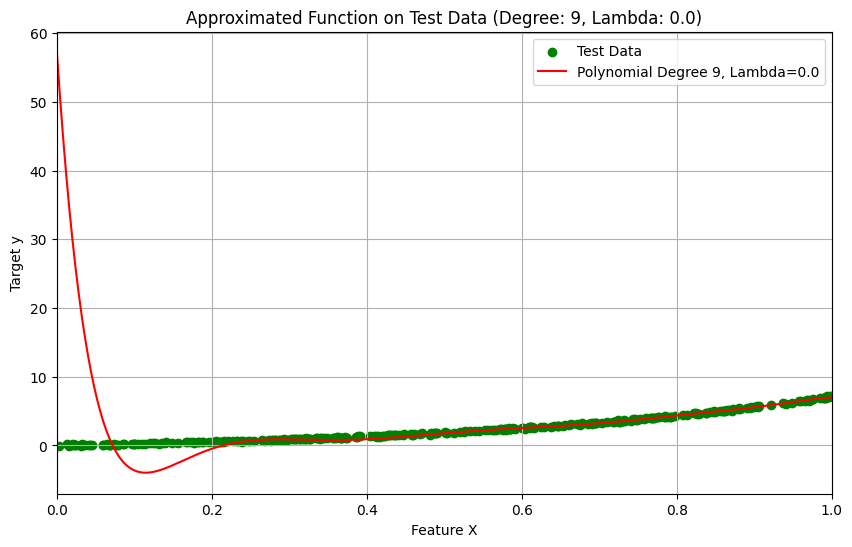 Approximated Function on Test Data (Degree: 9, Lambda: 0.0)
Test Data
Polynomial Degree 9, Lambda=0.0
60
50
40
30
20
10
0
Target y
0.0 0.2 0.4 0.6 0.8 1.0
Feature X